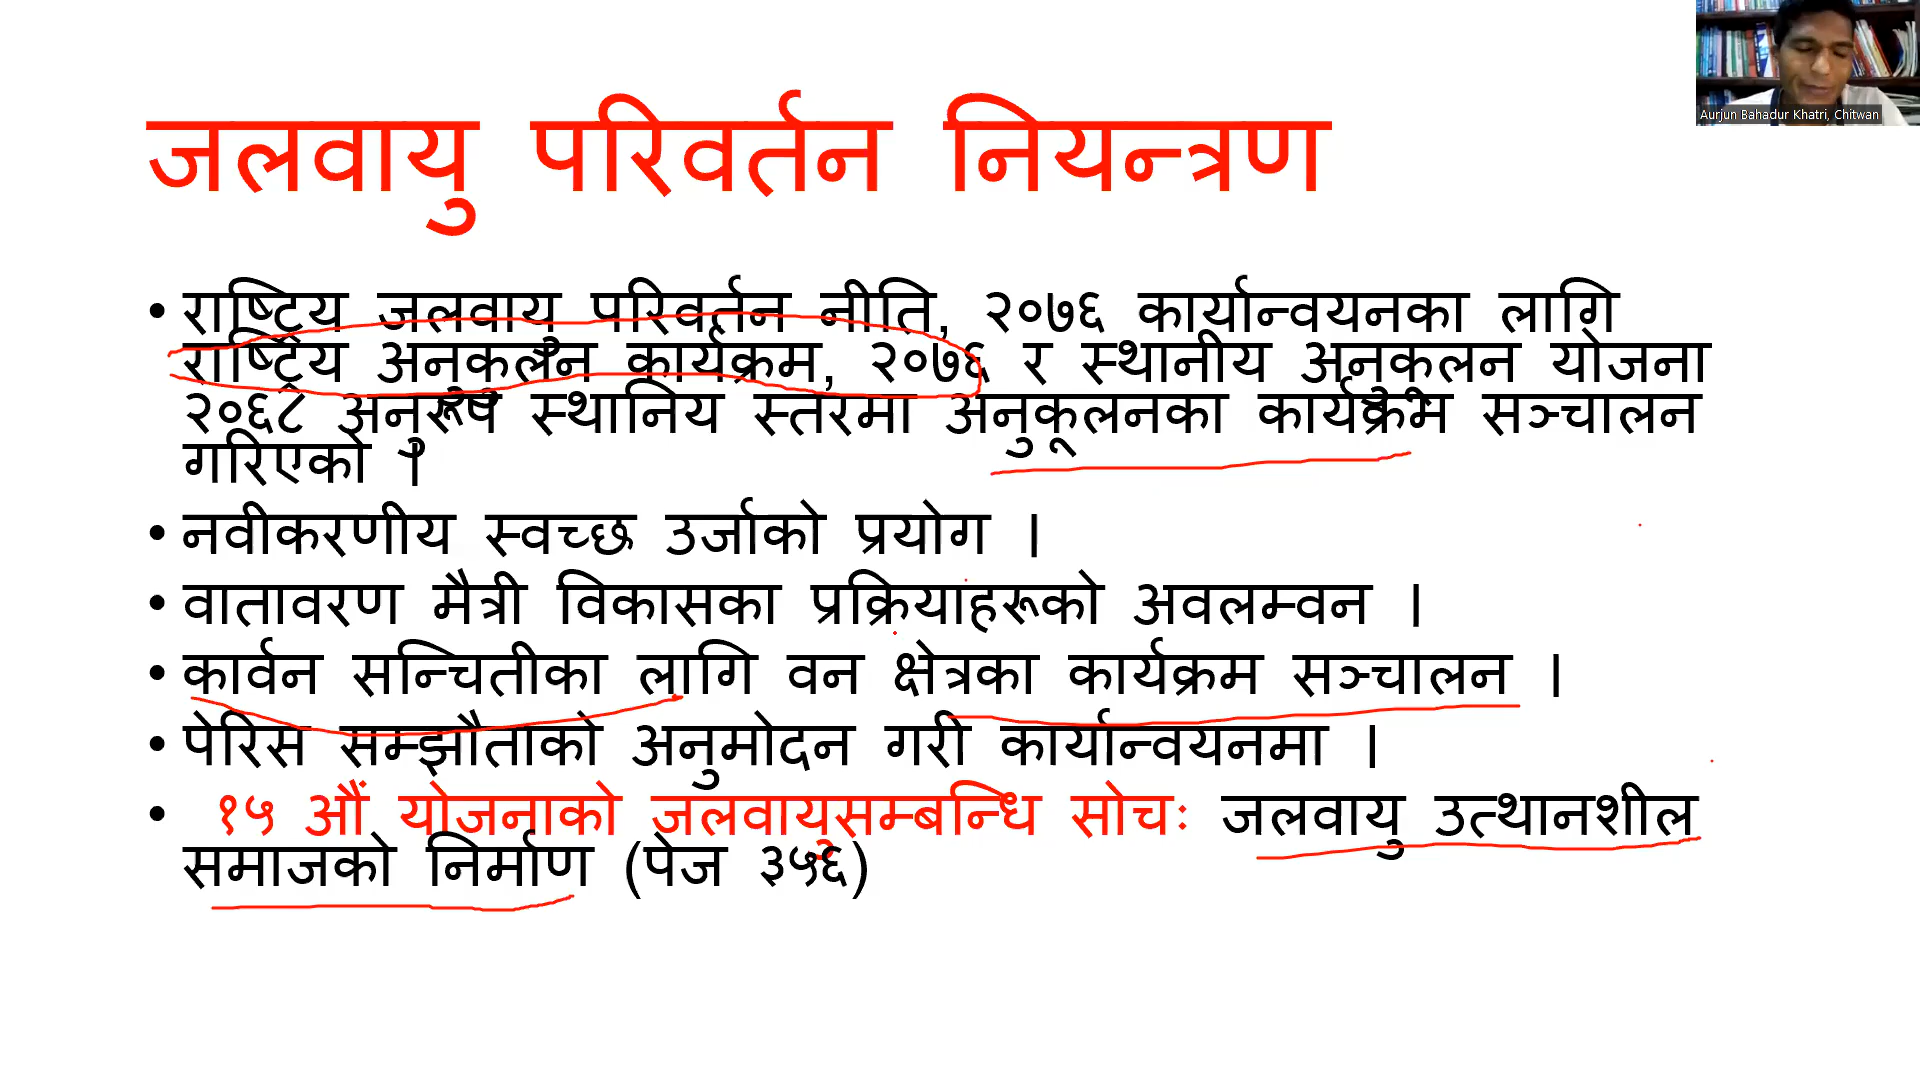 Aurjun Bahadur Khatri, Chitwan
जलवायु परिवर्तन नियन्त्रण
• राष्ट्रिय जलवायु परिवर्तन नीति, २०७६ कार्यान्वयनका लागि
राष्ट्रिय अनुकुलन कार्यक्रम, २०७६ र स्थानीय अनुकूलन योजना
२०६८ अनुरूप स्थानिय स्तरमा अनुकूलनका कार्यक्रम सञ्चालन
गरिएको ।
• नवीकरणीय स्वच्छ उर्जाको प्रयोग ।
• वातावरण मैत्री विकासका प्रक्रियाहरूको अवलम्वन ।
• कार्वन सन्चितीका लागि वन क्षेत्रका कार्यक्रम सञ्चालन ।
• पेरिस सम्झौताको अनुमोदन गरी कार्यान्वयनमा ।
• १५ औं योजनाको जलवायुसम्बन्धि सोचः जलवायु उत्थानशील
समाजको निर्माण (पेज ३५६)